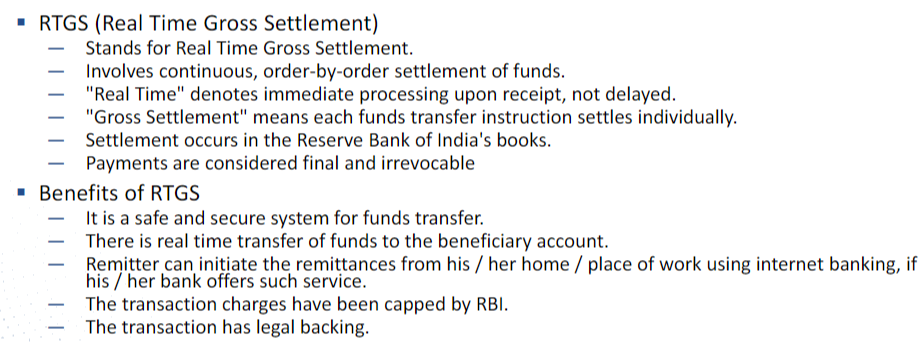 ▪ RTGS (Real Time Gross Settlement)
— Stands for Real Time Gross Settlement.
— Involves continuous, order-by-order settlement of funds.
— "Real Time" denotes immediate processing upon receipt, not delayed.
— "Gross Settlement" means each funds transfer instruction settles individually.
— Settlement occurs in the Reserve Bank of India's books.
— Payments are considered final and irrevocable
▪ Benefits of RTGS
— It is a safe and secure system for funds transfer.
— There is real time transfer of funds to the beneficiary account.
— Remitter can initiate the remittances from his / her home / place of work using internet banking, if
his / her bank offers such service.
— The transaction charges have been capped by RBI.
— The transaction has legal backing.